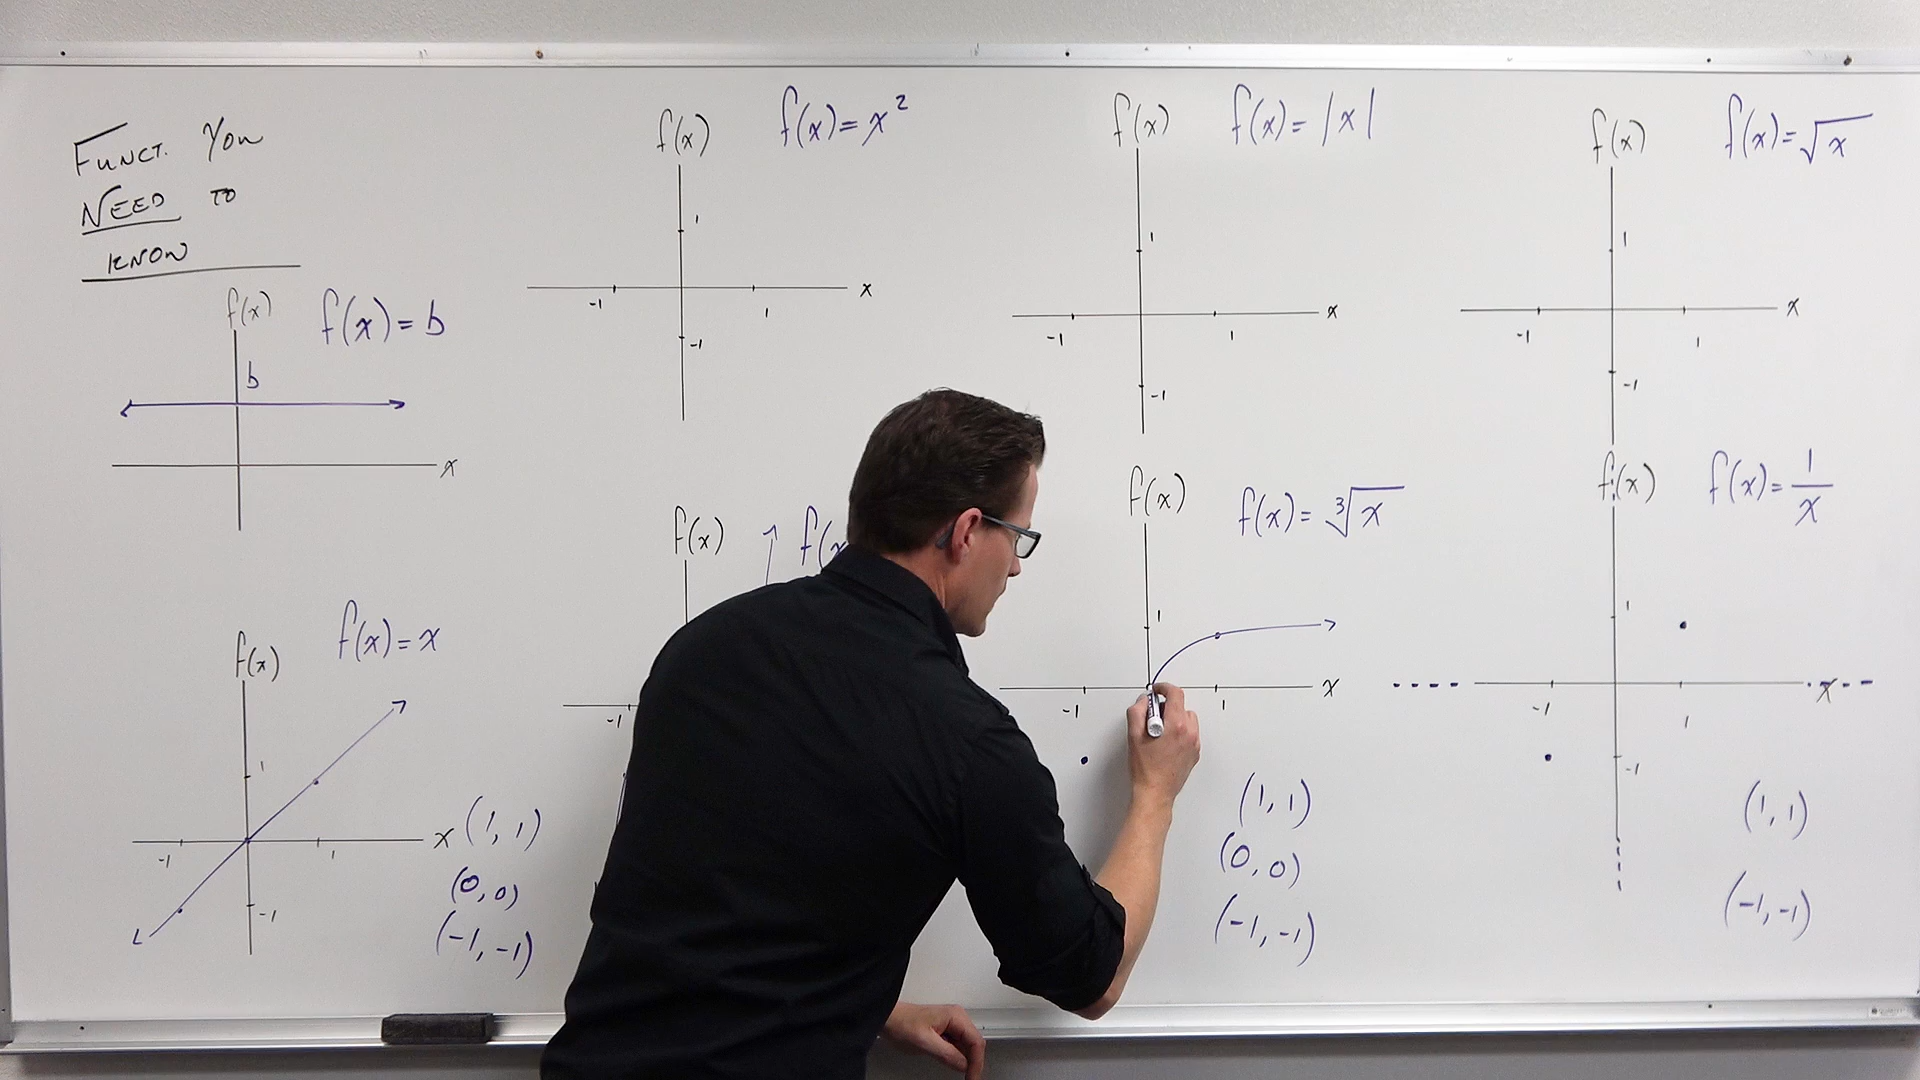 FUNCT. YOU
NEED TO
KNOW
f(x)
f(x) = b
b
x
f(x)
f(x) = x
1
x
-1
1
-1
(1, 1)
(0, 0)
(-1, -1)
f(x)
f(x) = x²
1
x
-1
1
-1
f(x)
f(x
-1
f(x)
f(x) = |x|
1
x
-1
1
-1
f(x)
f(x) = ∛x
1
x
-1
1
(1, 1)
(0, 0)
(-1, -1)
f(x)
f(x) = √x
1
x
-1
1
-1
f(x)
f(x) = 1/x
1
x
-1
1
-1
(1, 1)
(-1, -1)